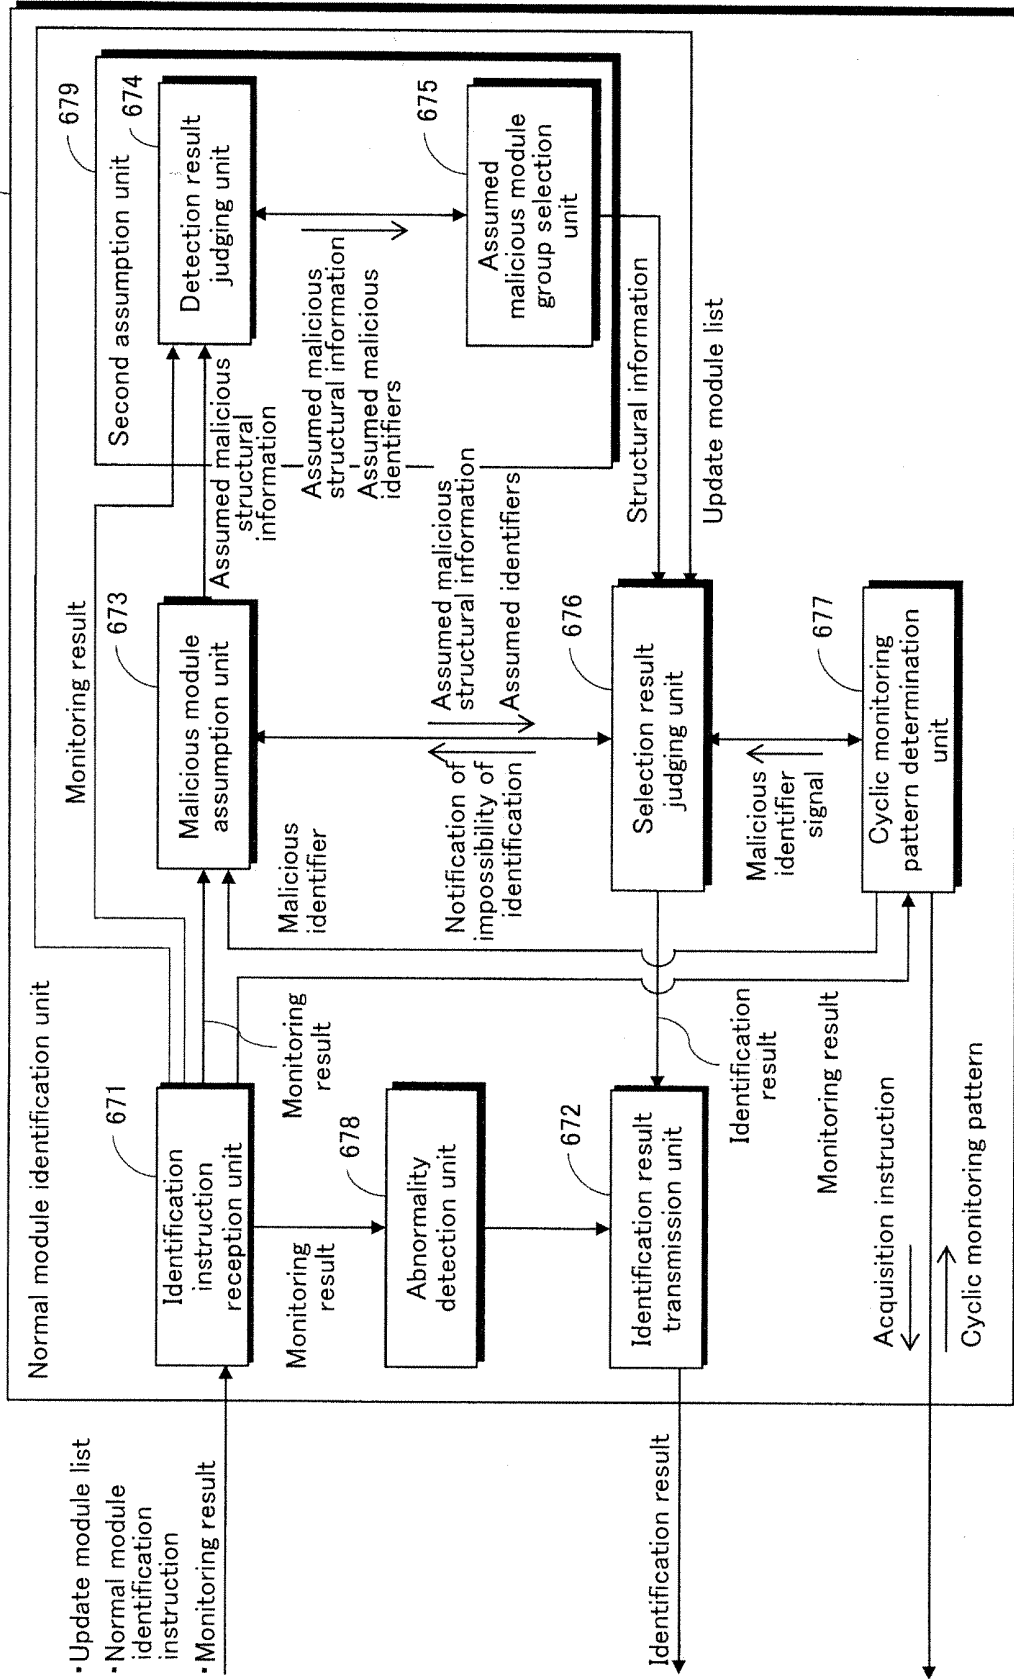 Normal module identification unit
・Update module list
・Normal module
identification
instruction
・Monitoring result
671
Identification
instruction
reception unit
Monitoring result
Monitoring
result
Malicious
identifier
673
Malicious module
assumption unit
Assumed malicious
structural
information
679
Second assumption unit
674
Detection result
judging unit
Assumed malicious
structural information
Assumed malicious
identifiers
675
Assumed
malicious module
group selection
unit
Monitoring
result
678
Abnormality
detection unit
672
Identification result
transmission unit
Identification result
Identification
result
Notification of
impossibility of
identification
Assumed malicious
structural information
Assumed identifiers
676
Selection result
judging unit
Structural information
Update module list
Malicious
identifier
signal
677
Cyclic monitoring
pattern determination
unit
Monitoring result
Acquisition instruction
Cyclic monitoring pattern